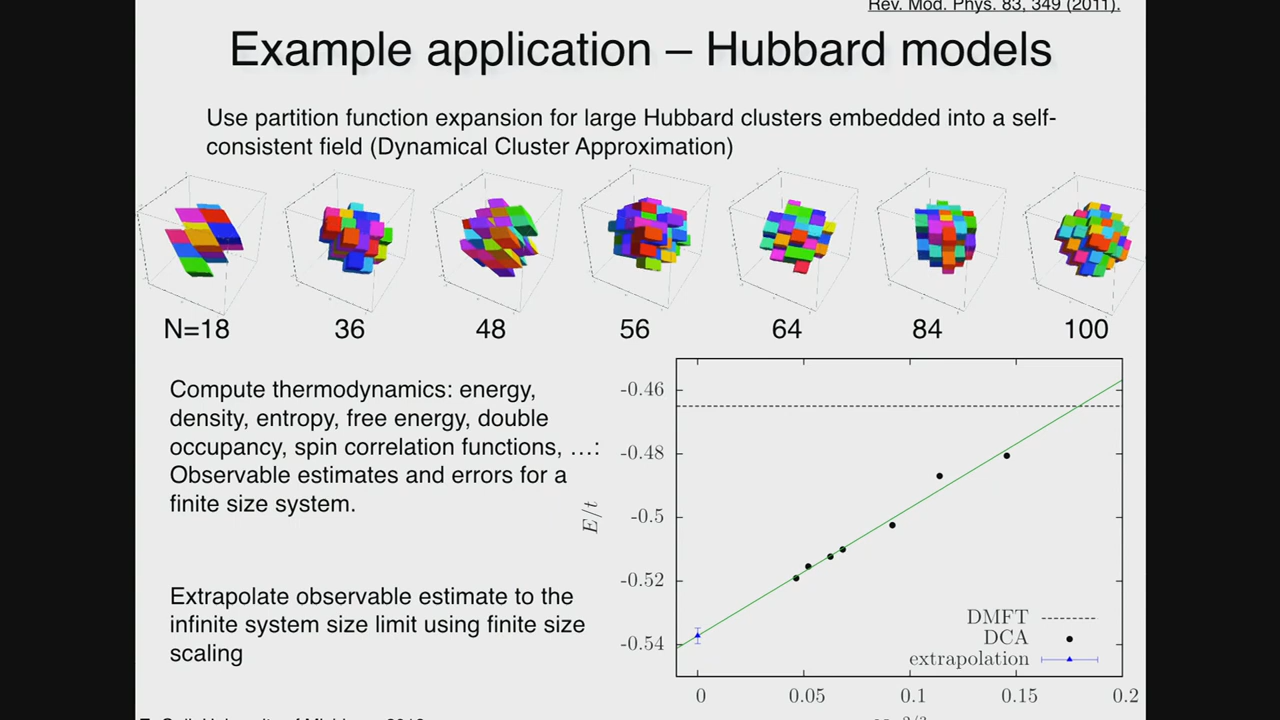 Rev. Mod. Phys. 83, 349 (2011).
Example application – Hubbard models
Use partition function expansion for large Hubbard clusters embedded into a self-
consistent field (Dynamical Cluster Approximation)
N=18 36 48 56 64 84 100
Compute thermodynamics: energy,
density, entropy, free energy, double
occupancy, spin correlation functions, …:
Observable estimates and errors for a
finite size system.
Extrapolate observable estimate to the
infinite system size limit using finite size
scaling
E/t
-0.46
-0.48
-0.5
-0.52
-0.54
DMFT
DCA
extrapolation
0 0.05 0.1 0.15 0.2